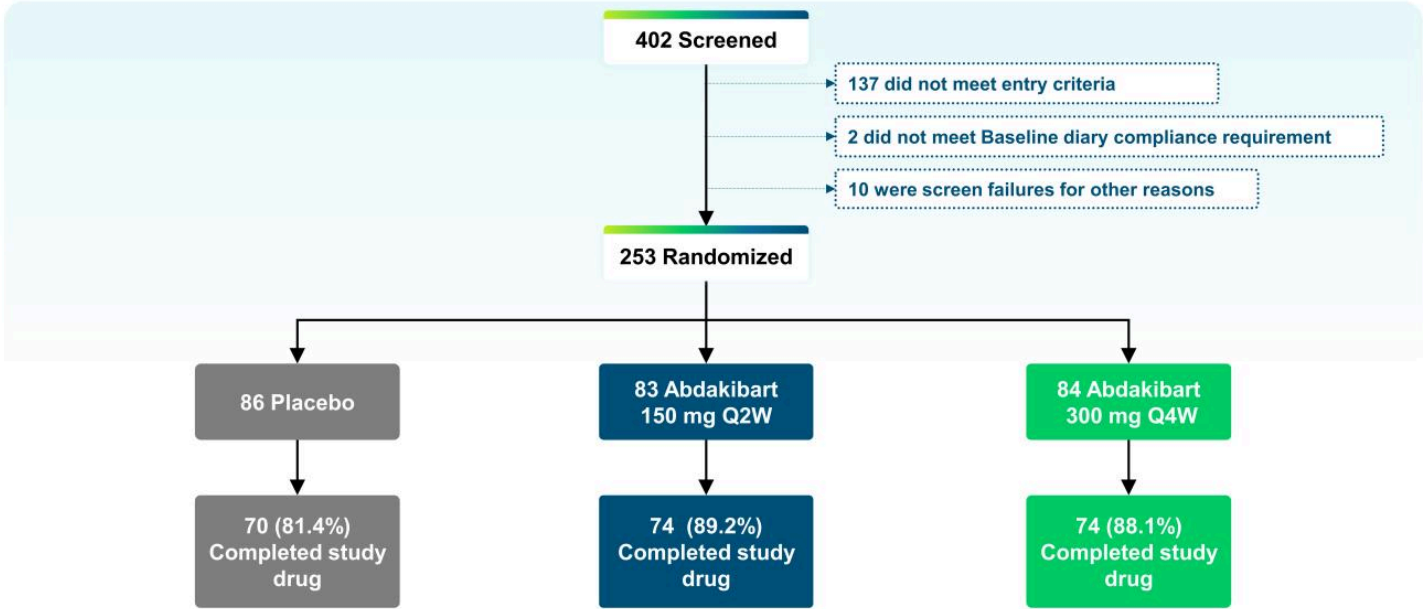 402 Screened
137 did not meet entry criteria
2 did not meet Baseline diary compliance requirement
10 were screen failures for other reasons
253 Randomized
86 Placebo
83 Abdakibart
150 mg Q2W
84 Abdakibart
300 mg Q4W
70 (81.4%)
Completed study
drug
74 (89.2%)
Completed study
drug
74 (88.1%)
Completed study
drug